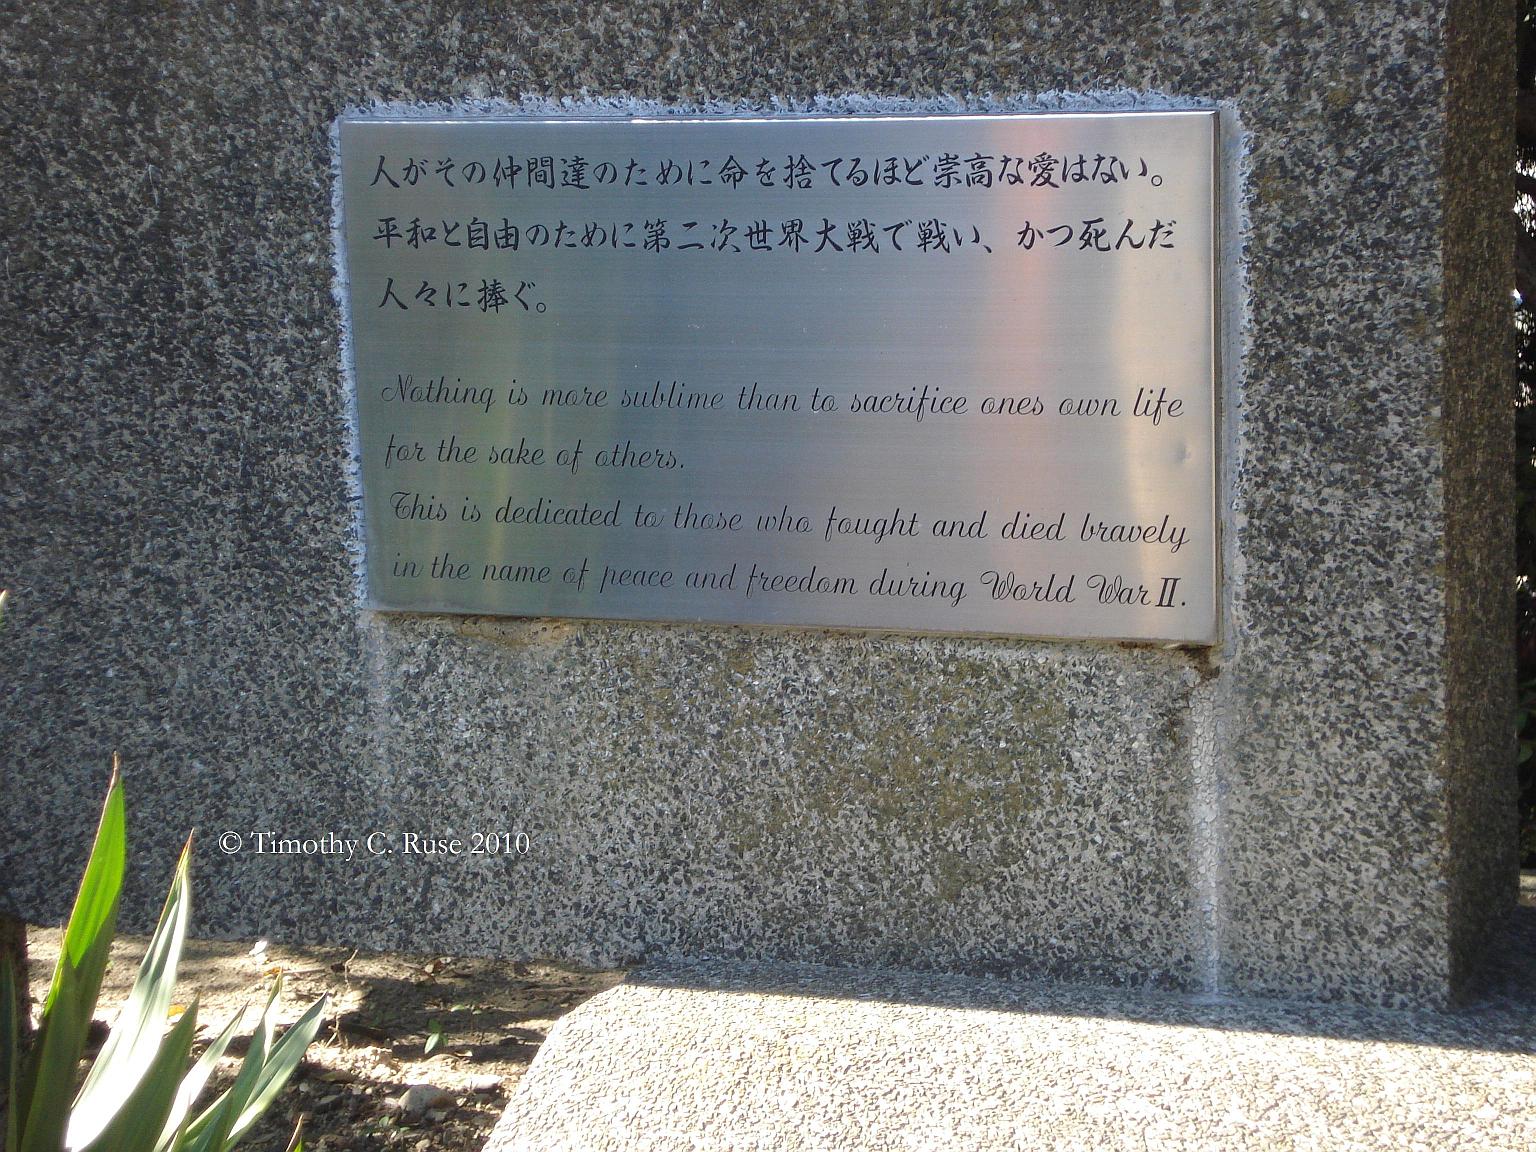 人がその仲間達のために命を捨てるほど崇高な愛はない。
平和と自由のために第二次世界大戦で戦い、かつ死んだ
人々に捧ぐ。
Nothing is more sublime than to sacrifice ones own life
for the sake of others.
This is dedicated to those who fought and died bravely
in the name of peace and freedom during World War II.
© Timothy C. Ruse 2010